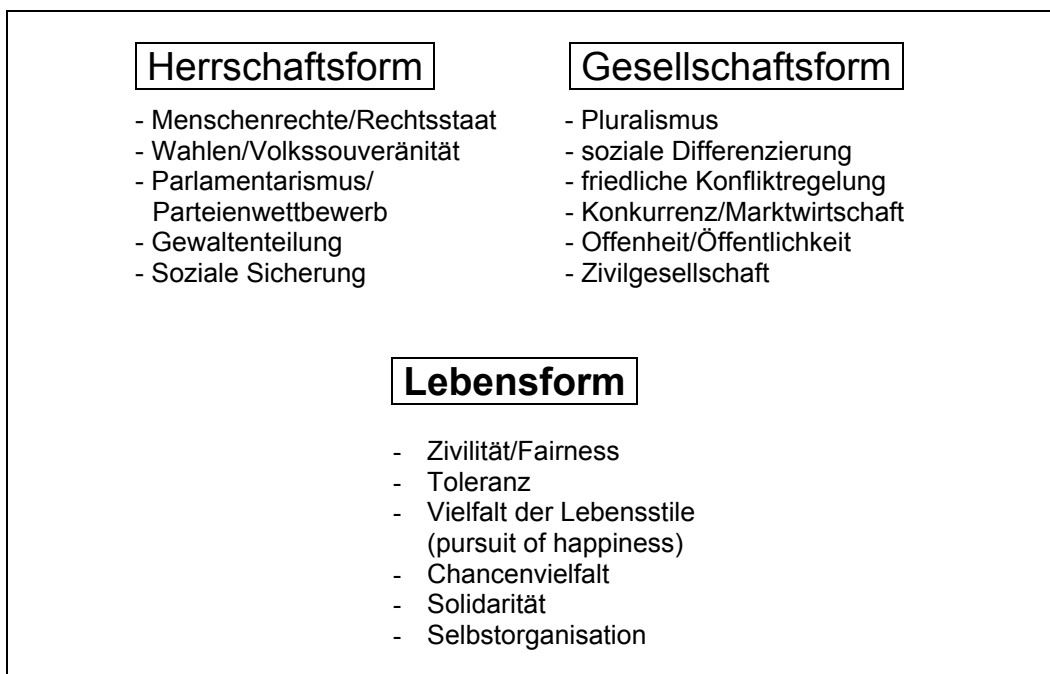 Herrschaftsform
- Menschenrechte/Rechtsstaat
- Wahlen/Volkssouveränität
- Parlamentarismus/
Parteienwettbewerb
- Gewaltenteilung
- Soziale Sicherung
Gesellschaftsform
- Pluralismus
- soziale Differenzierung
- friedliche Konfliktregelung
- Konkurrenz/Marktwirtschaft
- Offenheit/Öffentlichkeit
- Zivilgesellschaft
Lebensform
- Zivilität/Fairness
- Toleranz
- Vielfalt der Lebensstile
(pursuit of happiness)
- Chancenvielfalt
- Solidarität
- Selbstorganisation